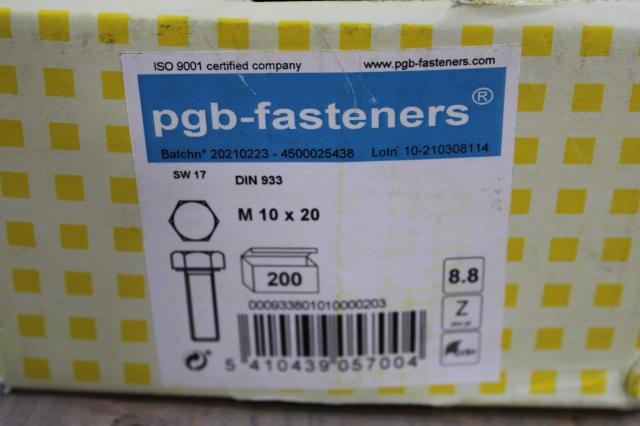 ISO 9001 certified company www.pgb-fasteners.com
pgb-fasteners®
Batchn° 20210223 - 4500025438 Lotn° 10-210308114
SW 17 DIN 933
M 10 x 20
200
8.8
000933801010000203
Z
5 410439 057004